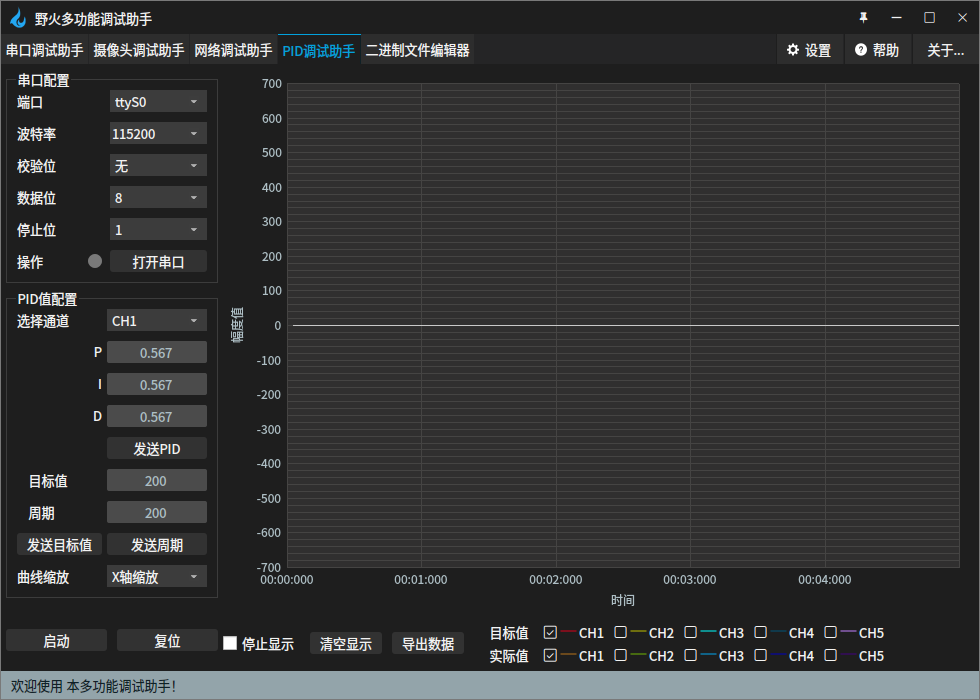 野火多功能调试助手
串口调试助手 摄像头调试助手 网络调试助手 PID调试助手 二进制文件编辑器 设置 帮助 关于...
串口配置
端口 ttyS0
波特率 115200
校验位 无
数据位 8
停止位 1
操作 打开串口
PID值配置
选择通道 CH1
P 0.567
I 0.567
D 0.567
发送PID
目标值 200
周期 200
发送目标值 发送周期
曲线缩放 X轴缩放
启动 复位
幅度值
700
600
500
400
300
200
100
0
-100
-200
-300
-400
-500
-600
-700
00:00:000 00:01:000 00:02:000 00:03:000 00:04:000
时间
停止显示 清空显示 导出数据
目标值 CH1 CH2 CH3 CH4 CH5
实际值 CH1 CH2 CH3 CH4 CH5
欢迎使用 本多功能调试助手！